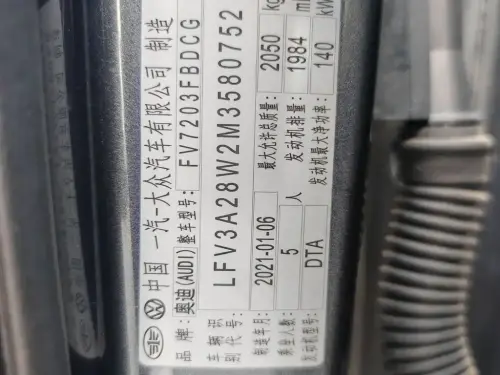 中国 一汽-大众汽车有限公司 制造
品牌: 奥迪(AUDI) 整车型号: FV7203FBDCG
车辆识别代号: LFV3A28W2M3580752
制造年月: 2021-01-06 最大允许总质量: 2050 kg
乘坐人数: 5 人 发动机排量: 1984 ml
发动机型号: DTA 发动机最大净功率: 140 kW